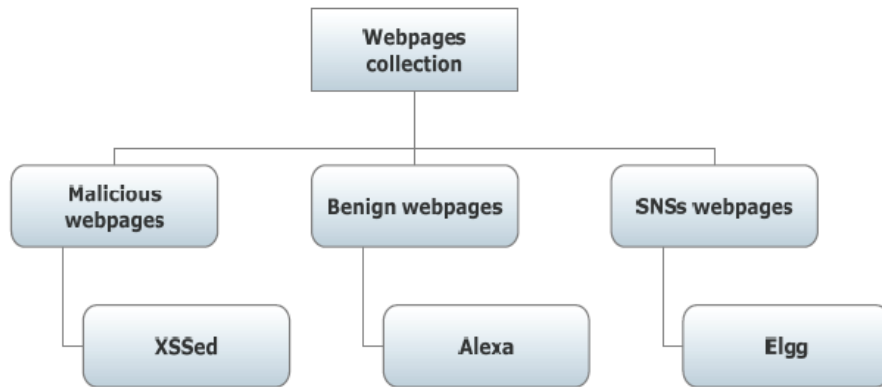 Webpages
collection
Malicious
webpages
Benign webpages
SNSs webpages
XSSed
Alexa
Elgg